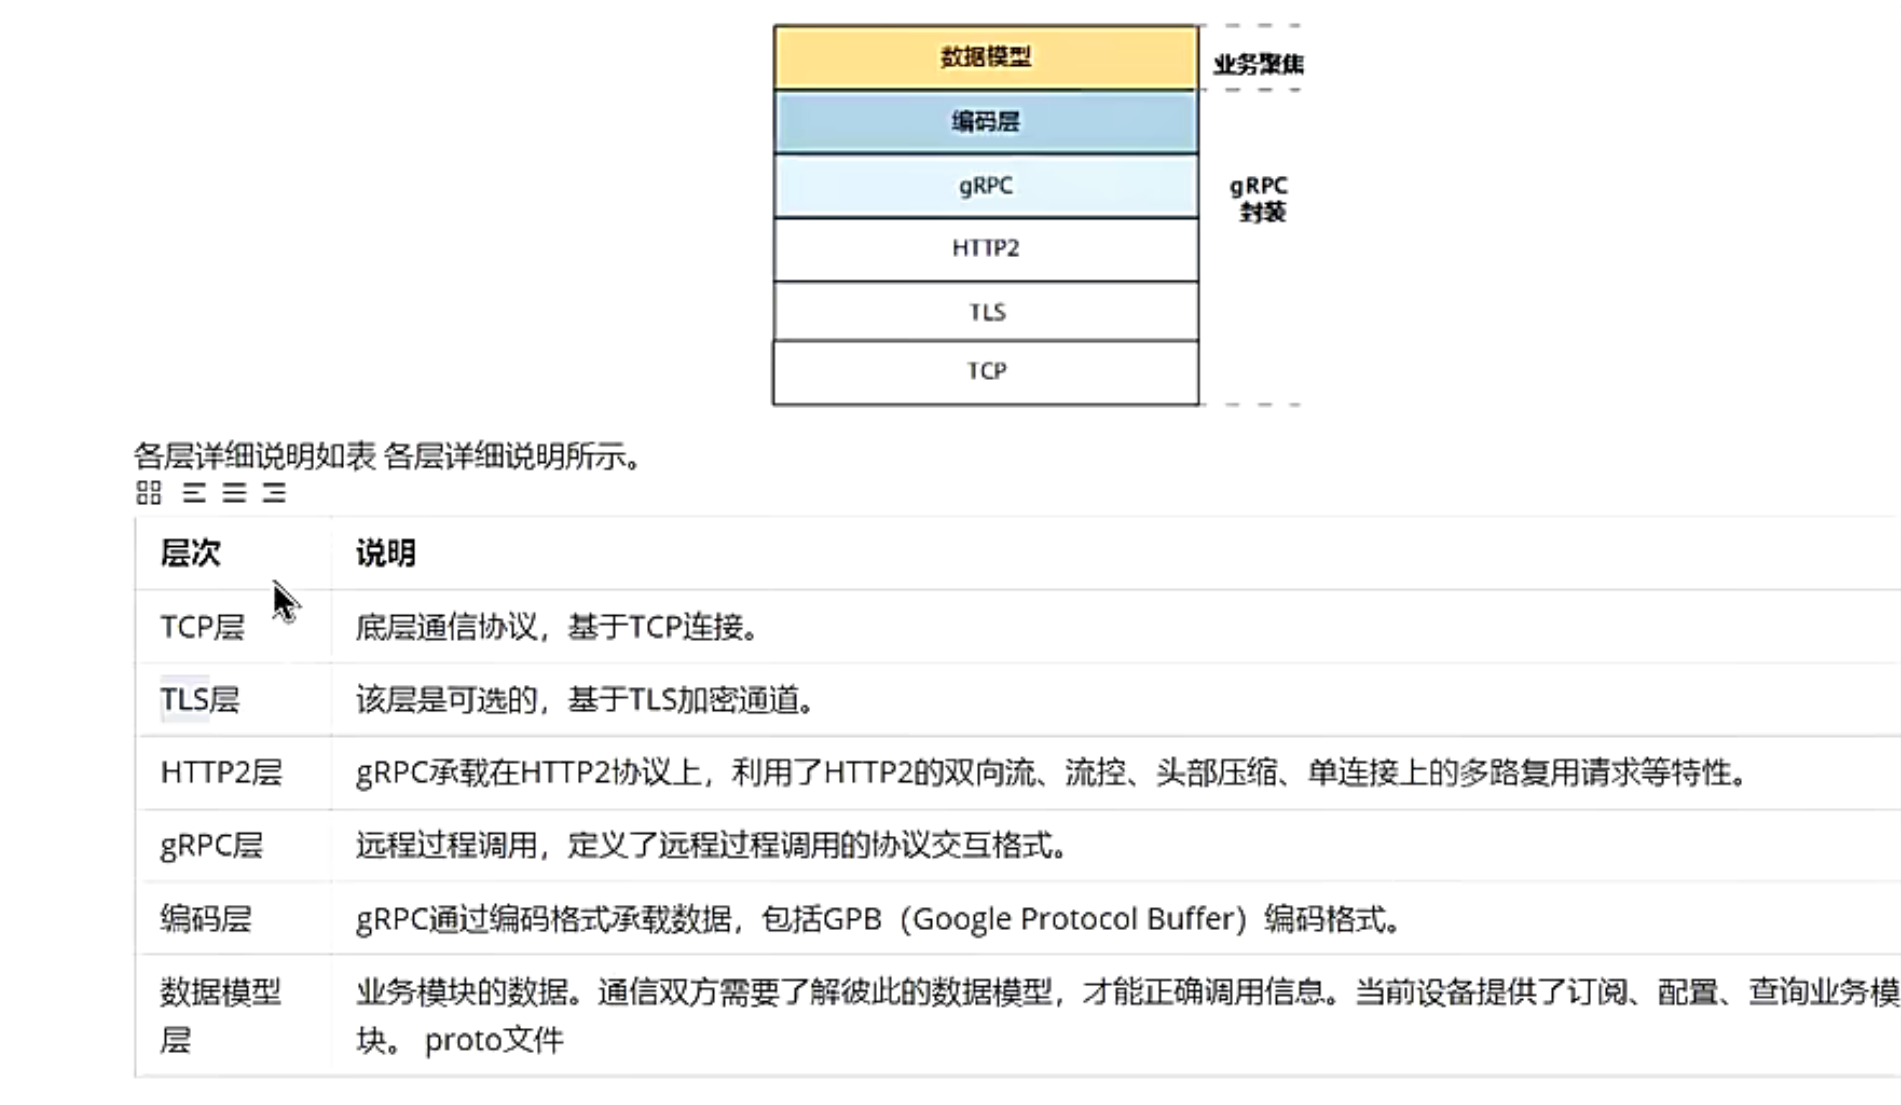 数据模型
业务聚焦
编码层
gRPC
gRPC
封装
HTTP2
TLS
TCP
各层详细说明如表 各层详细说明所示。
层次 说明
TCP层 底层通信协议，基于TCP连接。
TLS层 该层是可选的，基于TLS加密通道。
HTTP2层 gRPC承载在HTTP2协议上，利用了HTTP2的双向流、流控、头部压缩、单连接上的多路复用请求等特性。
gRPC层 远程过程调用，定义了远程过程调用的协议交互格式。
编码层 gRPC通过编码格式承载数据，包括GPB（Google Protocol Buffer）编码格式。
数据模型 业务模块的数据。通信双方需要了解彼此的数据模型，才能正确调用信息。当前设备提供了订阅、配置、查询业务模
层 块。 proto文件